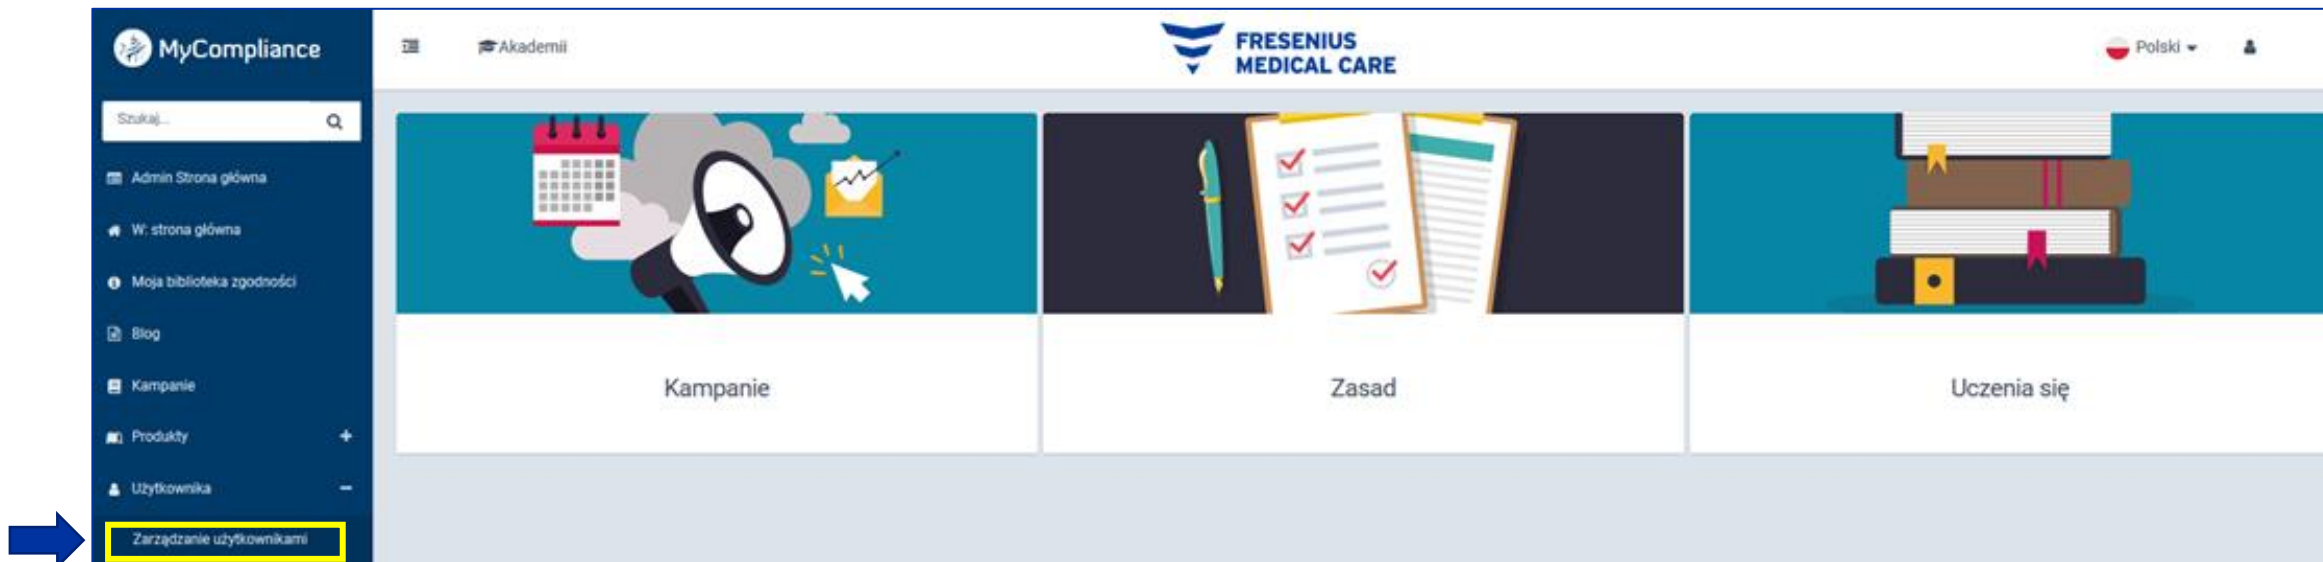 MyCompliance
Akademii
FRESENIUS
MEDICAL CARE
Polski
Szukaj...
Admin Strona główna
W: strona główna
Moja biblioteka zgodności
Blog
Kampanie
Produkty
Użytkownika
Zarządzanie użytkownikami
Kampanie
Zasad
Uczenia się